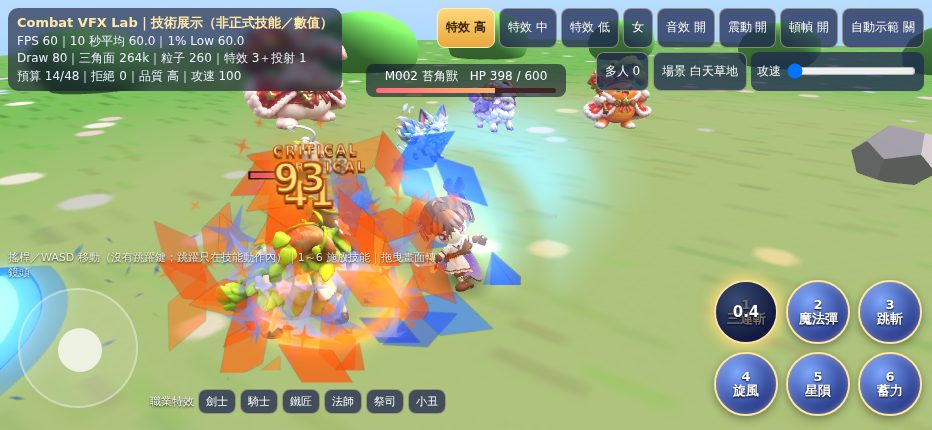 Combat VFX Lab｜技術展示（非正式技能／數值）
FPS 60｜10 秒平均 60.0｜1% Low 60.0
Draw 80｜三角面 264k｜粒子 260｜特效 3＋投射 1
預算 14/48｜拒絕 0｜品質 高｜攻速 100
特效 高
特效 中
特效 低
女
音效 開
震動 開
頓幀 開
自動示範 關
多人 0
場景 白天草地
攻速
M002 苔角獸 HP 398 / 600
CRITICAL
CRITICAL
93
41
搖桿／WASD 移動（沒有跳躍鍵；跳躍只在技能動作內）｜1～6 施放技能｜拖曳畫面轉
鏡頭
1
0.4
三連斬
2
魔法彈
3
跳斬
4
旋風
5
星隕
6
蓄力
職業特效
劍士
騎士
鐵匠
法師
祭司
小丑